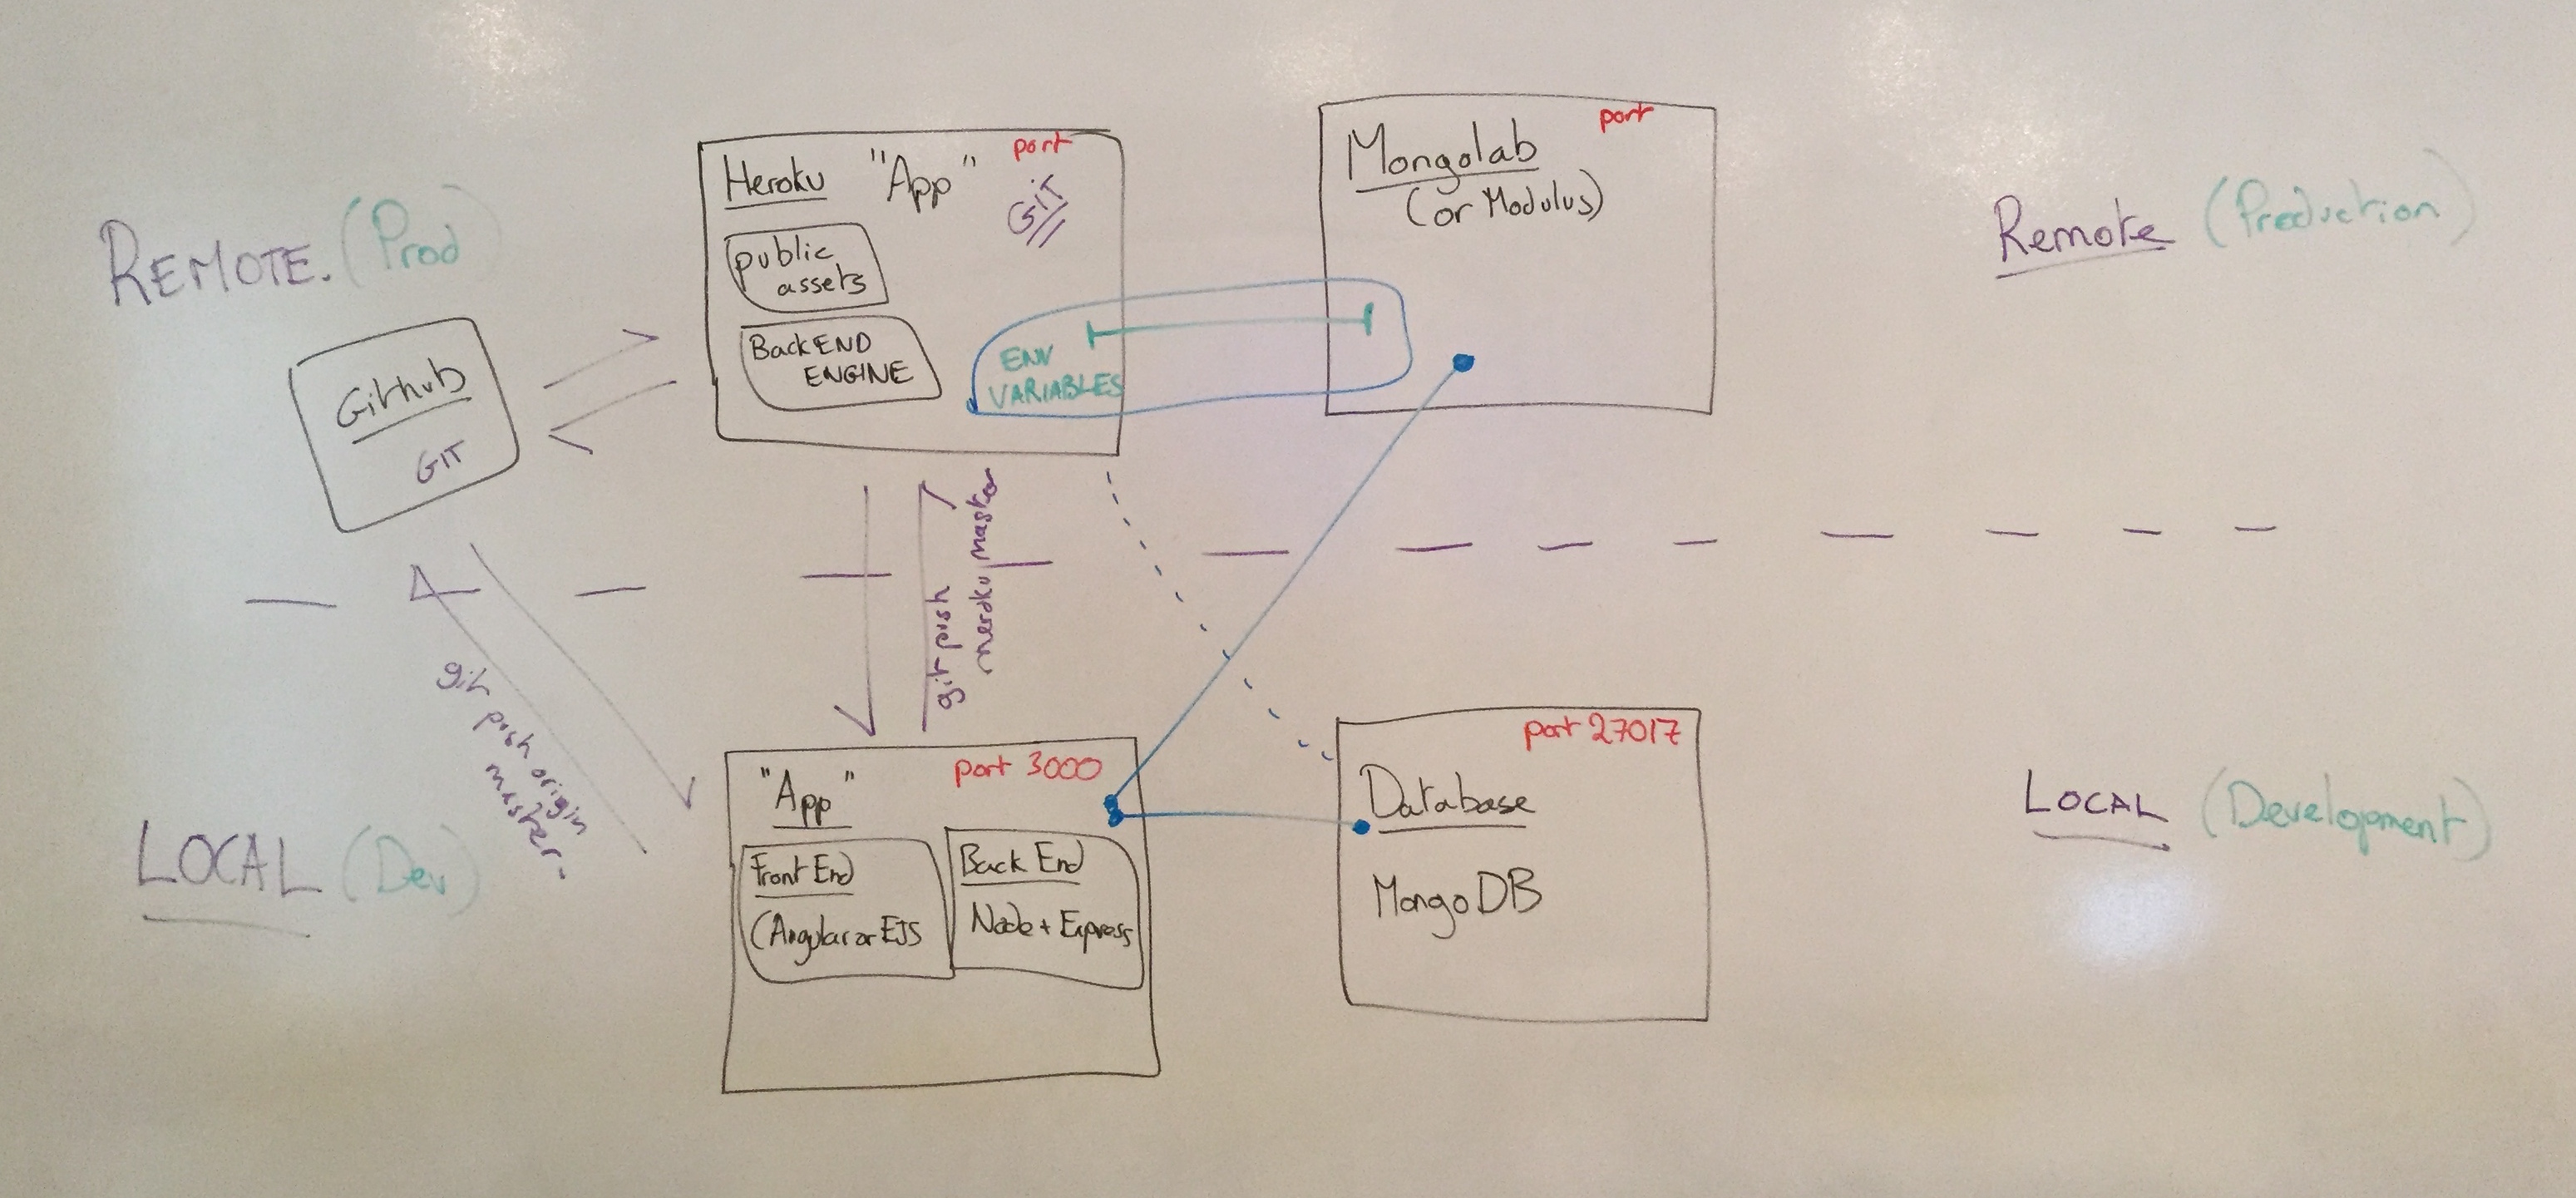 REMOTE. (Prod)
Github
GIT
Heroku "App"
port
GIT
public
assets
BackEND
ENGINE
ENV
VARIABLES
Mongolab
(or Modulus)
port
Remote (Production)
git push
heroku master
git push origin
master.
LOCAL (Dev)
"App"
port 3000
Front End
(Angular or EJS
Back End
Node + Express
port 27017
Database
MongoDB
LOCAL (Development)